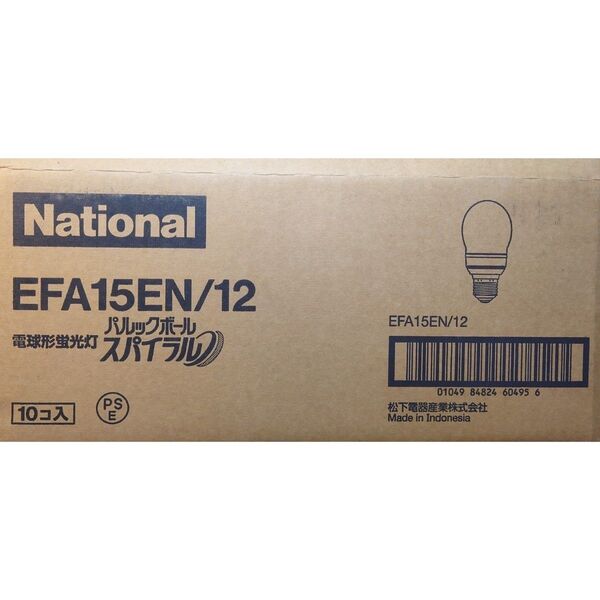 National
EFA15EN/12
電球形蛍光灯 パルックボール
スパイラル
10コ入
PS
E
EFA15EN/12
01049 84824 60495 6
松下電器産業株式会社
Made in Indonesia